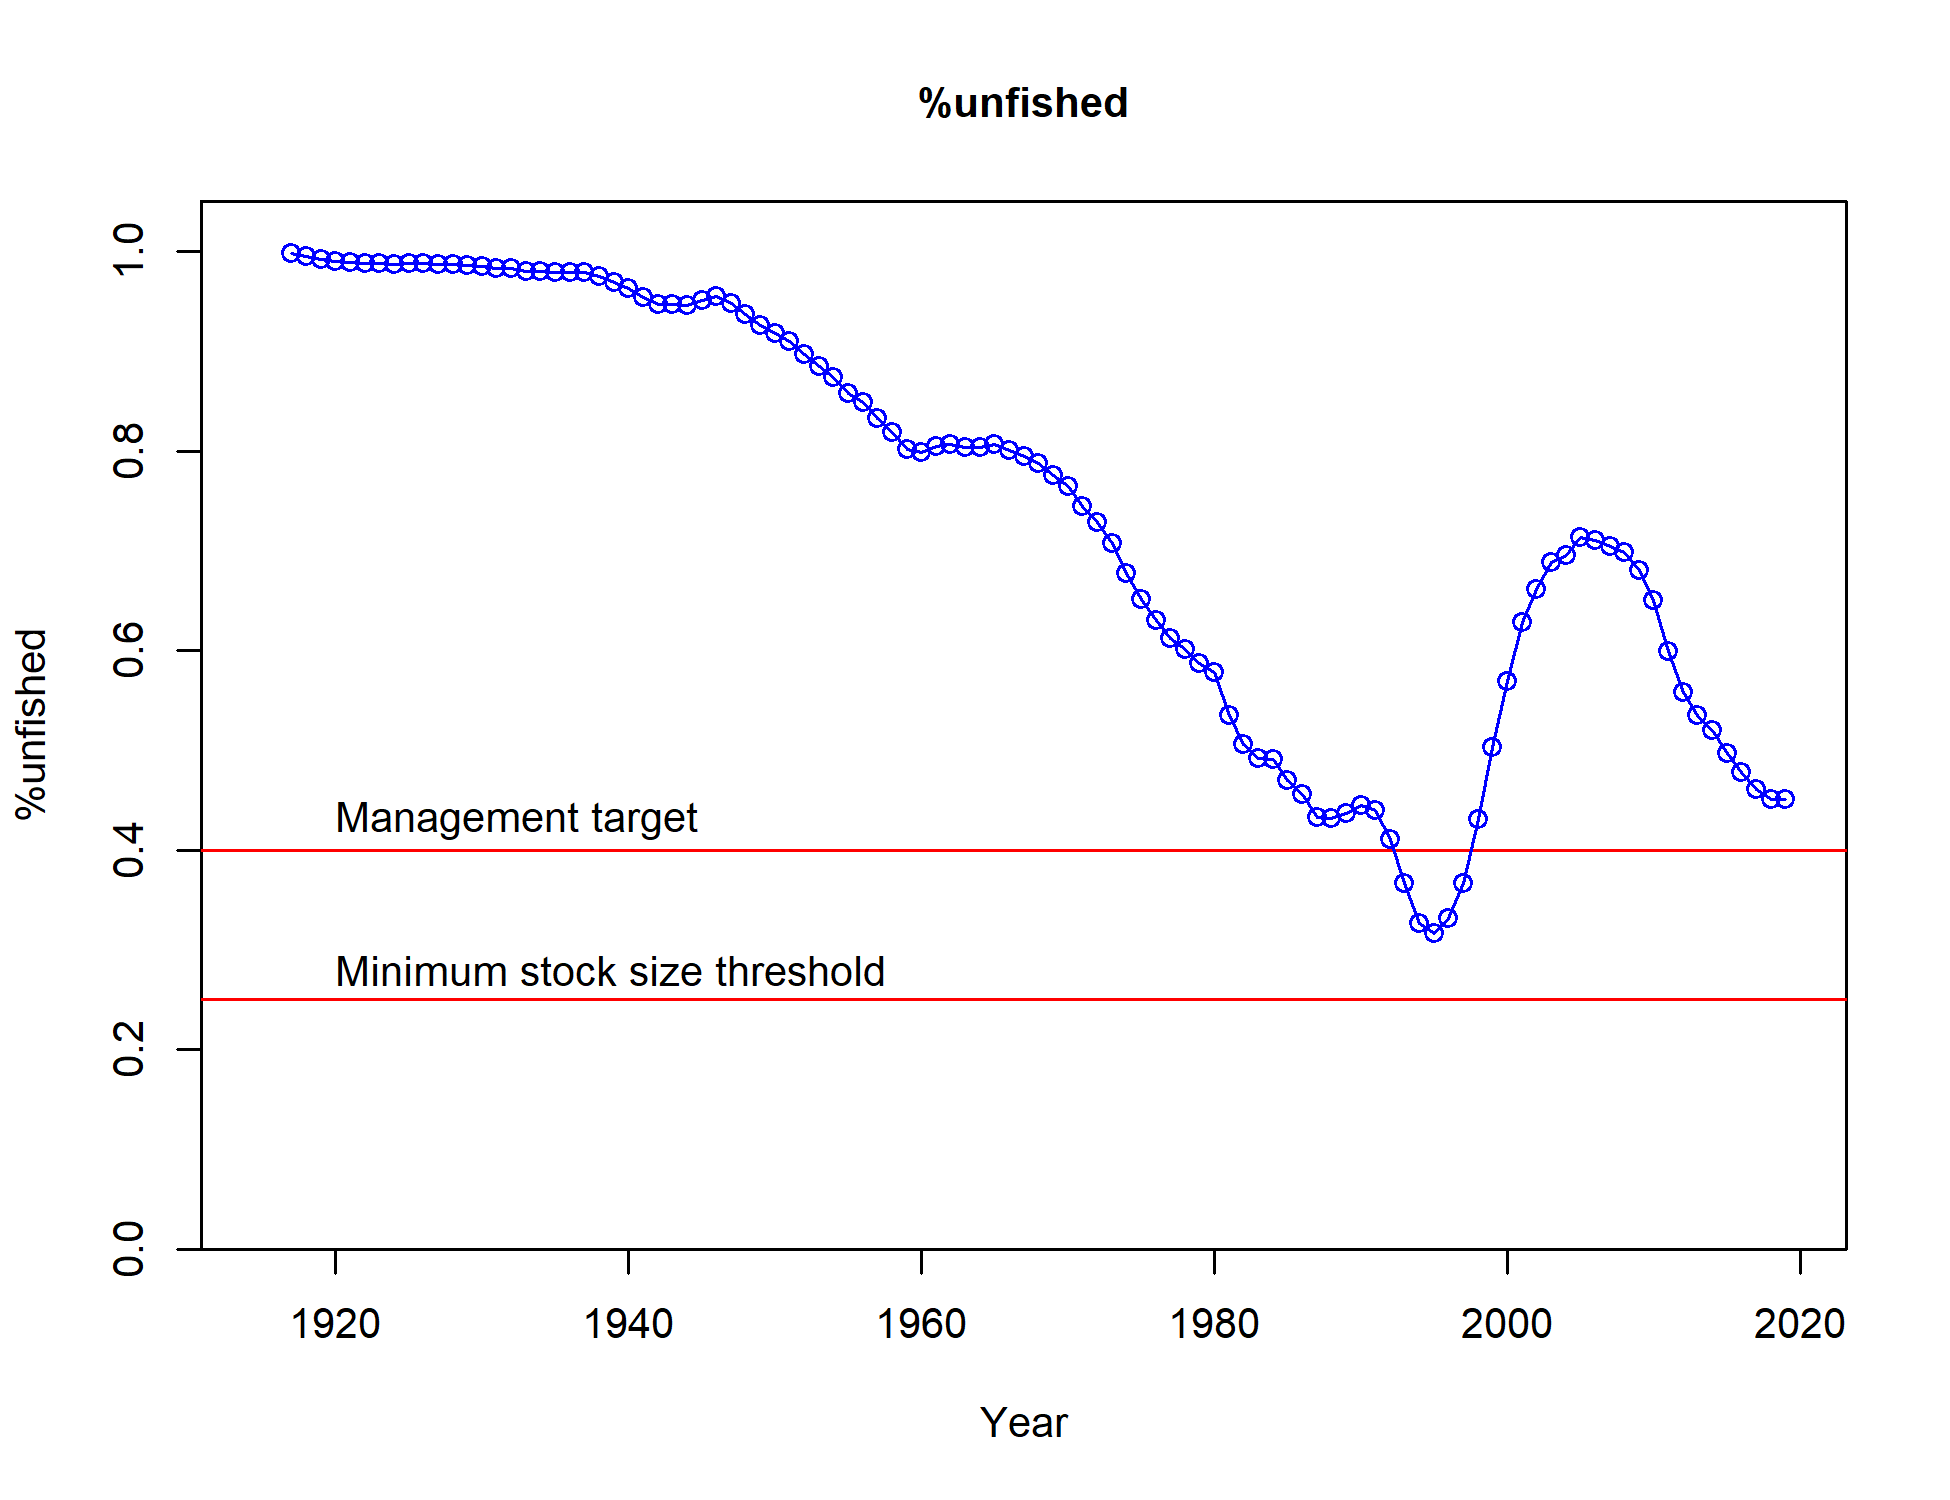 %unfished
1.0
0.8
0.6
0.4
0.2
0.0
%unfished
Management target
Minimum stock size threshold
1920 1940 1960 1980 2000 2020
Year